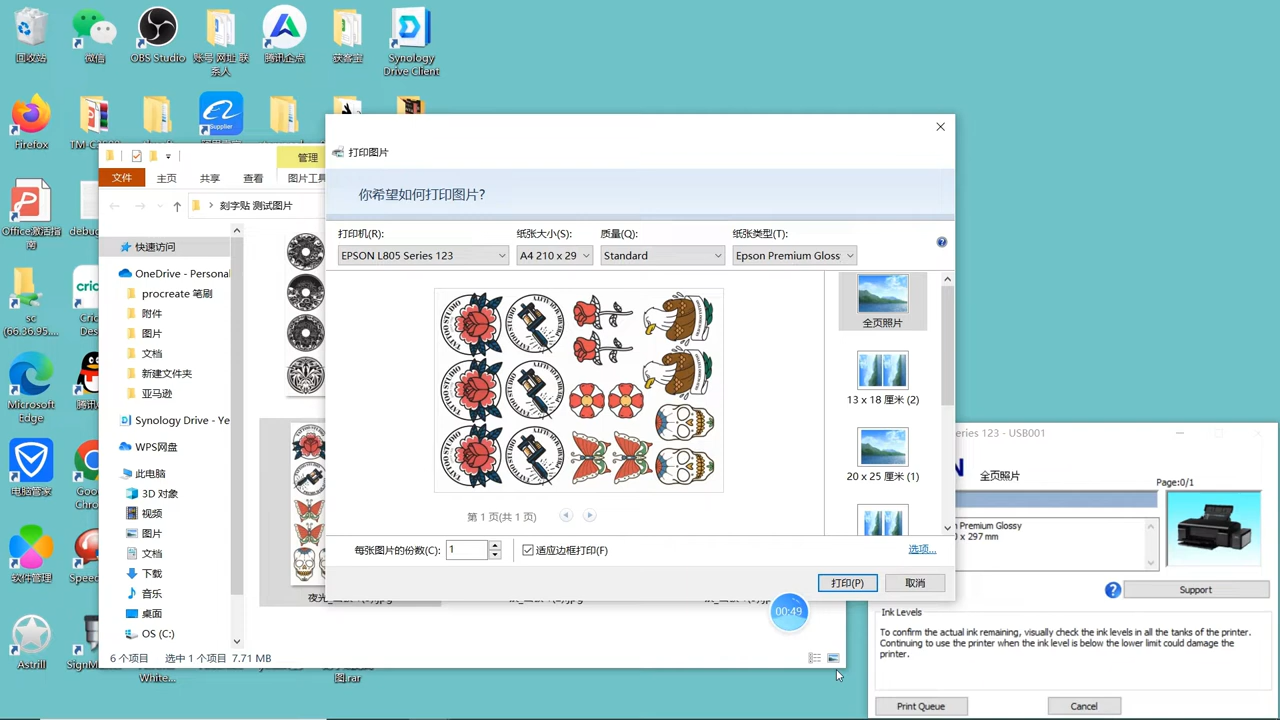 回收站
微信
OBS Studio
账号 网址 联系人
腾讯企点
获客宝
Synology Drive Client
Firefox
Office激活指南
Microsoft Edge
电脑管家
软件管理
Astrill
管理
文件
主页
共享
查看
图片工具
刻字贴 测试图片
快速访问
OneDrive - Personal
procreate 笔刷
附件
图片
文档
新建文件夹
亚马逊
Synology Drive - Ye
WPS网盘
此电脑
3D 对象
视频
图片
文档
下载
音乐
桌面
OS (C:)
6 个项目
选中 1 个项目
7.71 MB
打印图片
你希望如何打印图片?
打印机(R):
纸张大小(S):
质量(Q):
纸张类型(T):
EPSON L805 Series 123
A4 210 x 29
Standard
Epson Premium Gloss
全页照片
13 x 18 厘米 (2)
20 x 25 厘米 (1)
第 1 页(共 1 页)
每张图片的份数(C):
1
适应边框打印(F)
选项...
打印(P)
取消
00:49
eries 123 - USB001
N
全页照片
Page:0/1
n Premium Glossy
0 x 297 mm
Support
Ink Levels
To confirm the actual ink remaining, visually check the ink levels in all the tanks of the printer.
Continuing to use the printer when the ink level is below the lower limit could damage the
printer.
Print Queue
Cancel
White...
图.rar